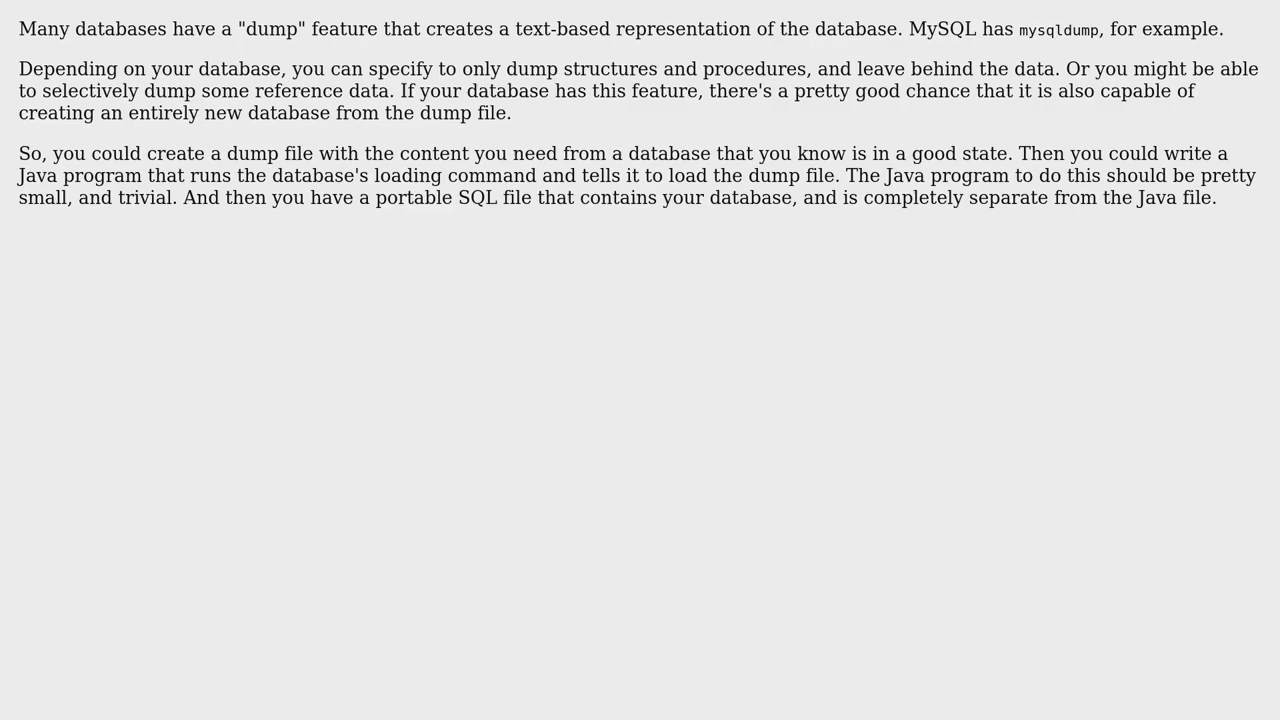 Many databases have a "dump" feature that creates a text-based representation of the database. MySQL has mysqldump, for example.
Depending on your database, you can specify to only dump structures and procedures, and leave behind the data. Or you might be able
to selectively dump some reference data. If your database has this feature, there's a pretty good chance that it is also capable of
creating an entirely new database from the dump file.
So, you could create a dump file with the content you need from a database that you know is in a good state. Then you could write a
Java program that runs the database's loading command and tells it to load the dump file. The Java program to do this should be pretty
small, and trivial. And then you have a portable SQL file that contains your database, and is completely separate from the Java file.